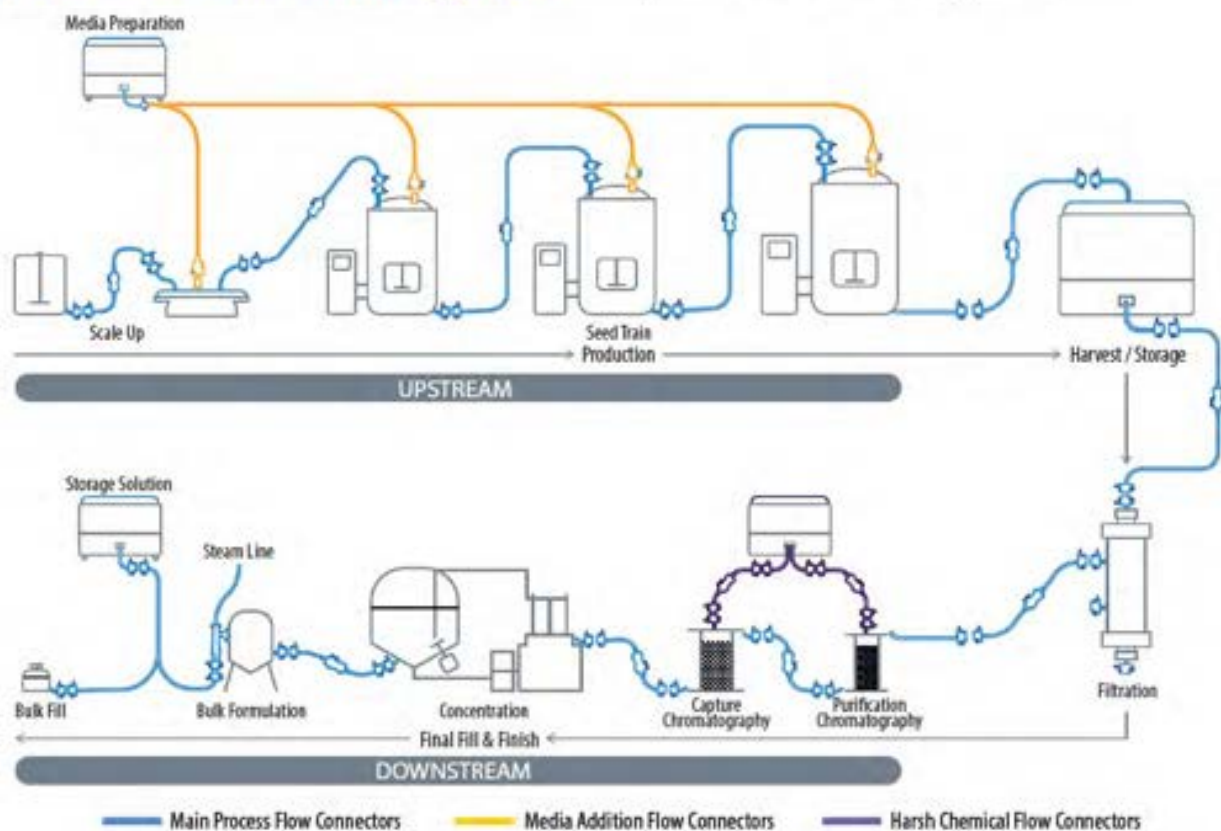 Media Preparation
Scale Up
Seed Train
Production
Harvest / Storage
UPSTREAM
Storage Solution
Steam Line
Bulk Fill
Bulk Formulation
Concentration
Capture
Chromatography
Purification
Chromatography
Filtration
Final Fill & Finish
DOWNSTREAM
Main Process Flow Connectors
Media Addition Flow Connectors
Harsh Chemical Flow Connectors